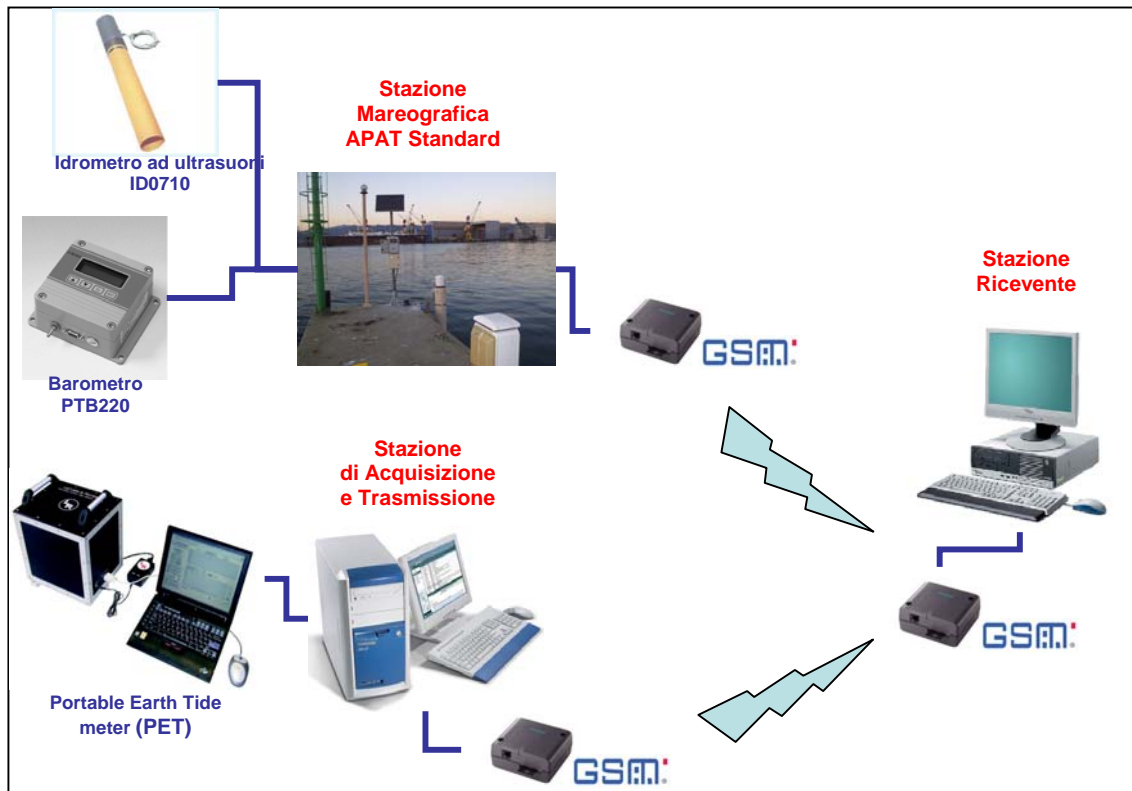 Idrometro ad ultrasuoni
ID0710
Stazione
Mareografica
APAT Standard
Barometro
PTB220
GSM
Stazione
Ricevente
Stazione
di Acquisizione
e Trasmissione
Portable Earth Tide
meter (PET)
GSM
GSM